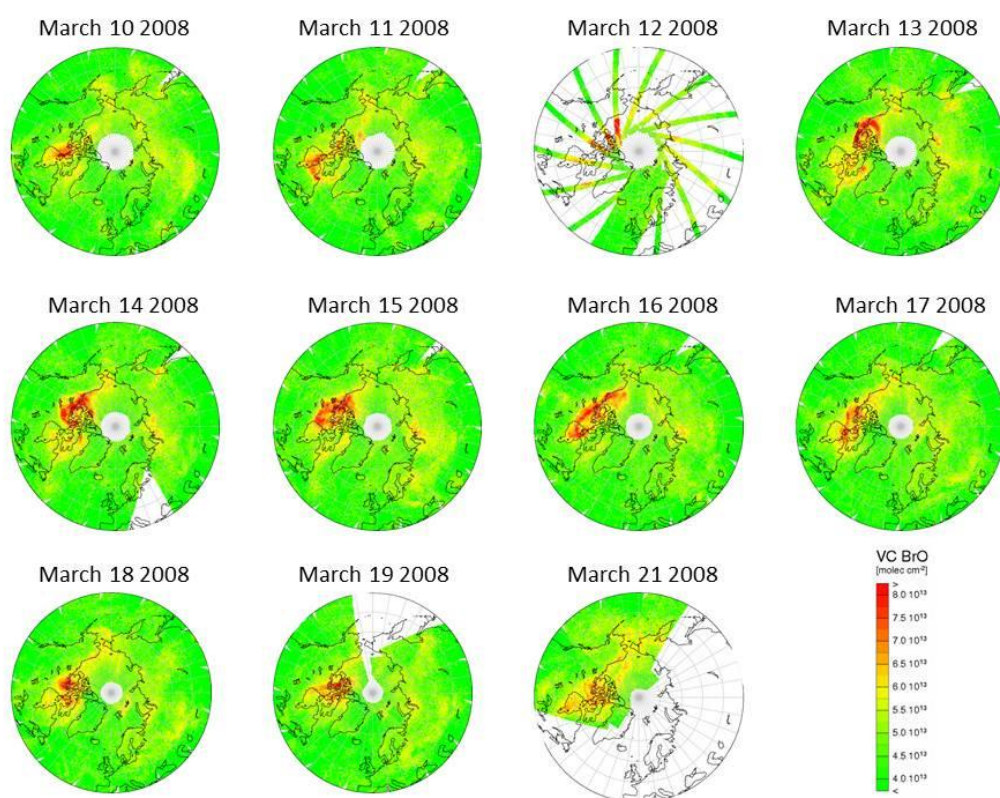 March 10 2008
March 11 2008
March 12 2008
March 13 2008
March 14 2008
March 15 2008
March 16 2008
March 17 2008
March 18 2008
March 19 2008
March 21 2008
VC BrO
[molec cm⁻²]
>
8.0 10¹³
7.5 10¹³
7.0 10¹³
6.5 10¹³
6.0 10¹³
5.5 10¹³
5.0 10¹³
4.5 10¹³
4.0 10¹³
<